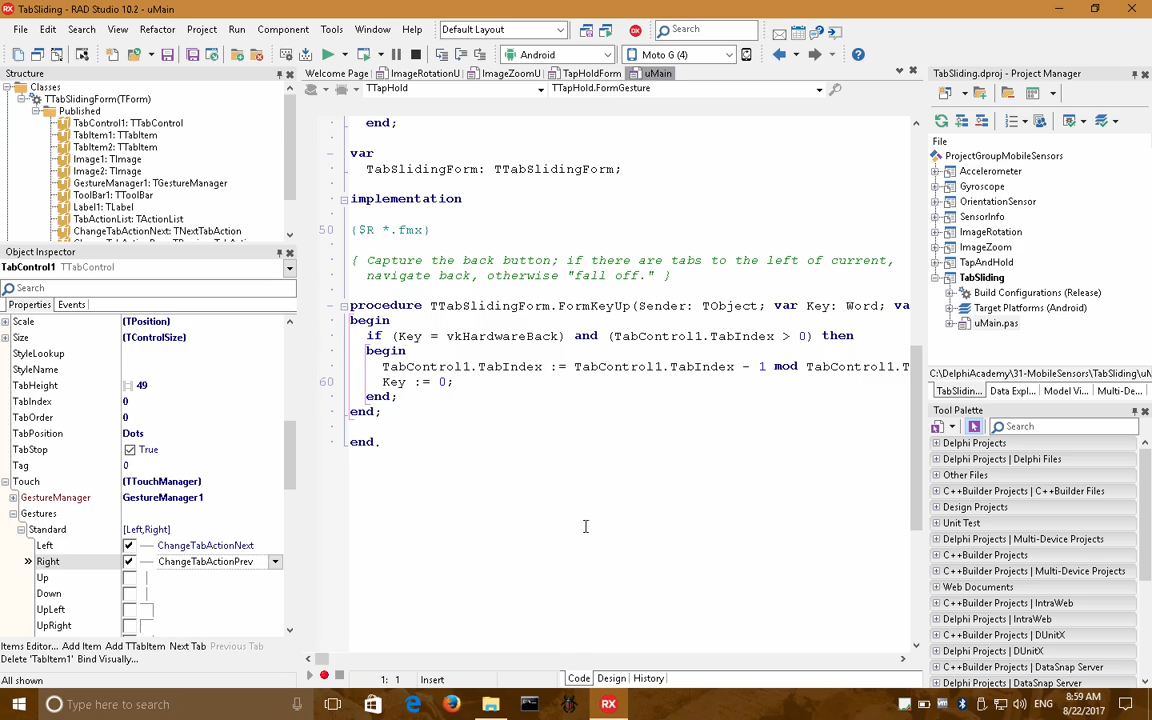 TabSliding - RAD Studio 10.2 - uMain
File Edit Search View Refactor Project Run Component Tools Window Help
Default Layout
Search
Android
Moto G (4)
Structure
Classes
TTabSlidingForm(TForm)
Published
TabControl1: TTabControl
TabItem1: TTabItem
TabItem2: TTabItem
Image1: TImage
Image2: TImage
GestureManager1: TGestureManager
ToolBar1: TToolBar
Label1: TLabel
TabActionList: TActionList
ChangeTabActionNext: TNextTabAction
Object Inspector
TabControl1 TTabControl
Search
Properties Events
Scale (TPosition)
Size (TControlSize)
StyleLookup
StyleName
TabHeight 49
TabIndex 0
TabOrder 0
TabPosition Dots
TabStop True
Tag 0
Touch (TTouchManager)
GestureManager GestureManager1
Gestures
Standard [Left,Right]
Left ChangeTabActionNext
Right ChangeTabActionPrev
Up
Down
UpLeft
UpRight
Items Editor... Add Item Add TTabItem Next Tab Previous Tab
Delete 'TabItem1' Bind Visually...
All shown
Welcome Page ImageRotationU ImageZoomU TapHoldForm uMain
TTapHold TTapHold.FormGesture
end;
var
TabSlidingForm: TTabSlidingForm;
implementation
50 {$R *.fmx}
{ Capture the back button; if there are tabs to the left of current,
navigate back, otherwise "fall off." }
procedure TTabSlidingForm.FormKeyUp(Sender: TObject; var Key: Word; va
begin
if (Key = vkHardwareBack) and (TabControl1.TabIndex > 0) then
begin
TabControl1.TabIndex := TabControl1.TabIndex - 1 mod TabControl1.T
60 Key := 0;
end;
end;
end.
1: 1 Insert Code Design History
TabSliding.dproj - Project Manager
File
ProjectGroupMobileSensors
Accelerometer
Gyroscope
OrientationSensor
SensorInfo
ImageRotation
ImageZoom
TapAndHold
TabSliding
Build Configurations (Release)
Target Platforms (Android)
uMain.pas
C:\DelphiAcademy\31-MobileSensors\TabSliding\uM
TabSlidin... Data Expl... Model Vi... Multi-De...
Tool Palette
Search
Delphi Projects
Delphi Projects | Delphi Files
Other Files
C++Builder Projects | C++Builder Files
Design Projects
Unit Test
Delphi Projects | Multi-Device Projects
C++Builder Projects
C++Builder Projects | Multi-Device Projects
Web Documents
C++Builder Projects | IntraWeb
Delphi Projects | IntraWeb
C++Builder Projects | DUnitX
Delphi Projects | DUnitX
C++Builder Projects | DataSnap Server
Delphi Projects | DataSnap Server
Type here to search
RX
ENG
8:59 AM
8/22/2017